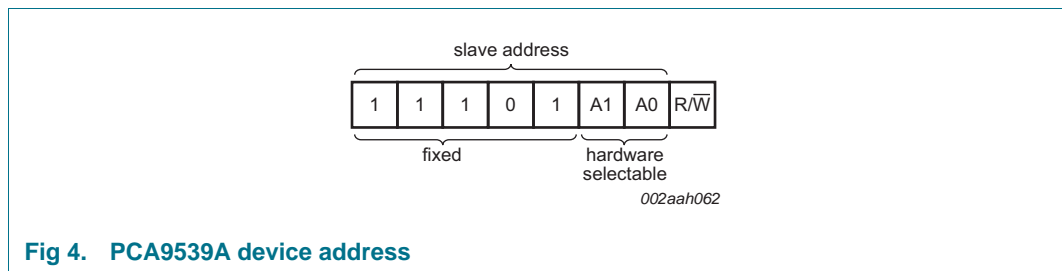 slave address
1 1 1 0 1 A1 A0 R/W̅
fixed
hardware
selectable
002aah062
Fig 4. PCA9539A device address